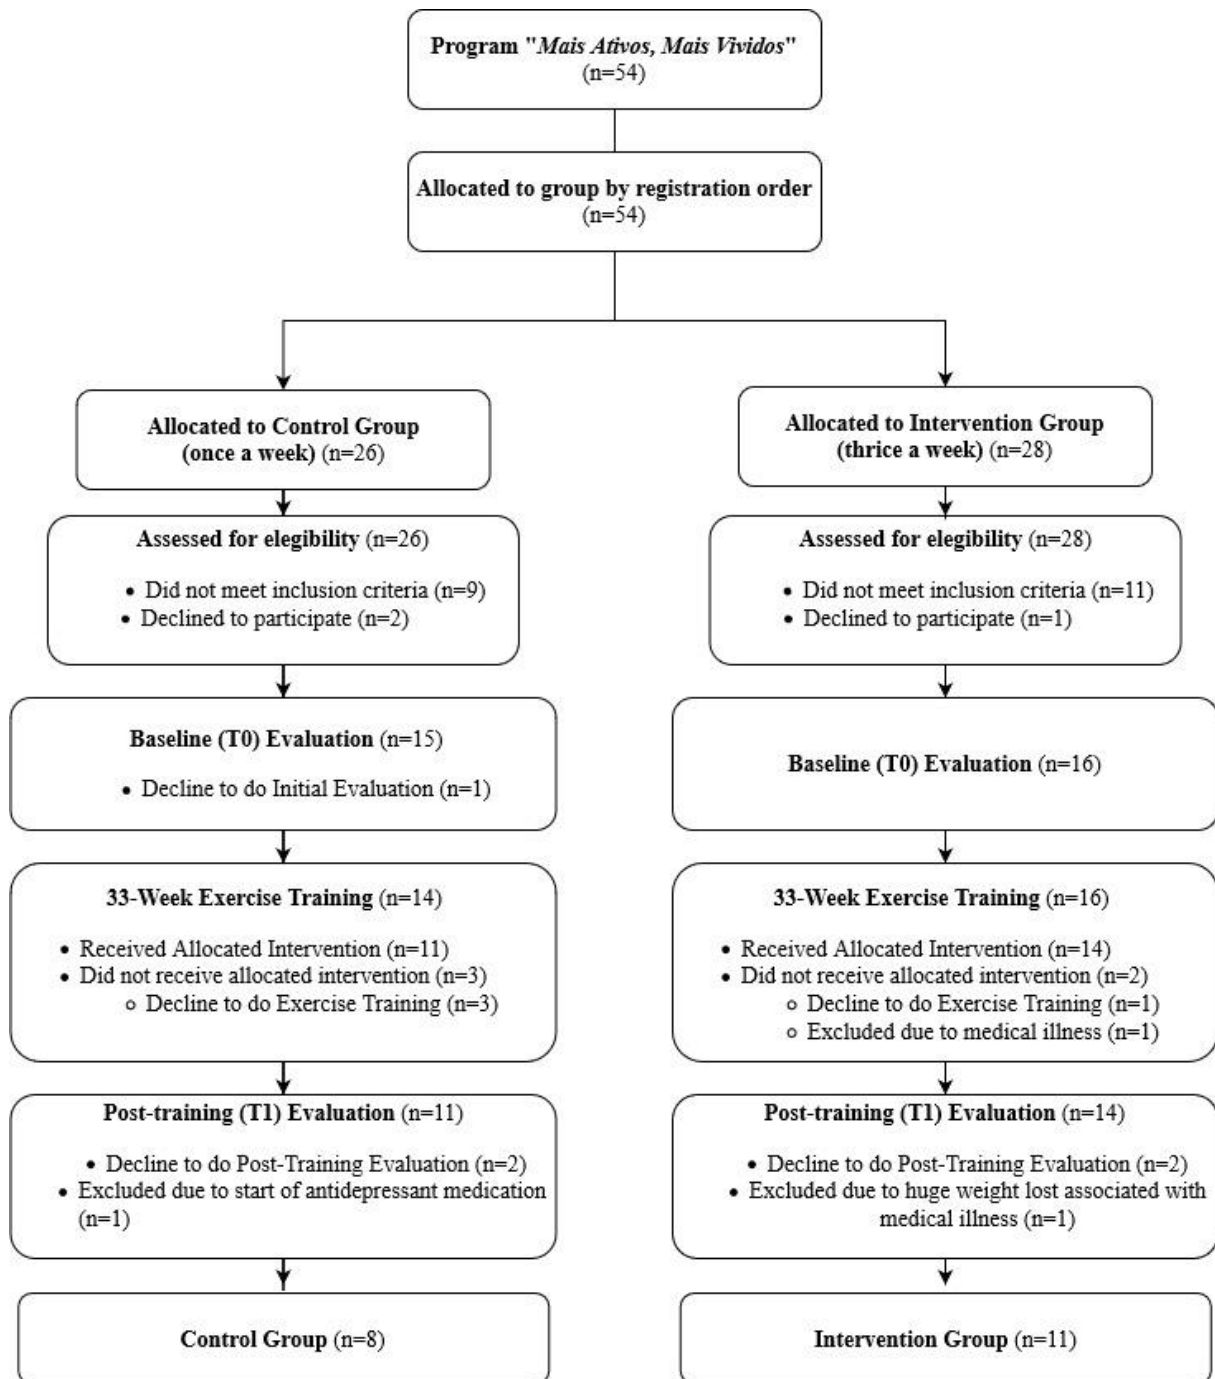 Program "Mais Ativos, Mais Vividos"
(n=54)
Allocated to group by registration order
(n=54)
Allocated to Control Group
(once a week) (n=26)
Assessed for elegibility (n=26)
• Did not meet inclusion criteria (n=9)
• Declined to participate (n=2)
Baseline (T0) Evaluation (n=15)
• Decline to do Initial Evaluation (n=1)
33-Week Exercise Training (n=14)
• Received Allocated Intervention (n=11)
• Did not receive allocated intervention (n=3)
○ Decline to do Exercise Training (n=3)
Post-training (T1) Evaluation (n=11)
• Decline to do Post-Training Evaluation (n=2)
• Excluded due to start of antidepressant medication
(n=1)
Control Group (n=8)
Allocated to Intervention Group
(thrice a week) (n=28)
Assessed for elegibility (n=28)
• Did not meet inclusion criteria (n=11)
• Declined to participate (n=1)
Baseline (T0) Evaluation (n=16)
33-Week Exercise Training (n=16)
• Received Allocated Intervention (n=14)
• Did not receive allocated intervention (n=2)
○ Decline to do Exercise Training (n=1)
○ Excluded due to medical illness (n=1)
Post-training (T1) Evaluation (n=14)
• Decline to do Post-Training Evaluation (n=2)
• Excluded due to huge weight lost associated with
medical illness (n=1)
Intervention Group (n=11)